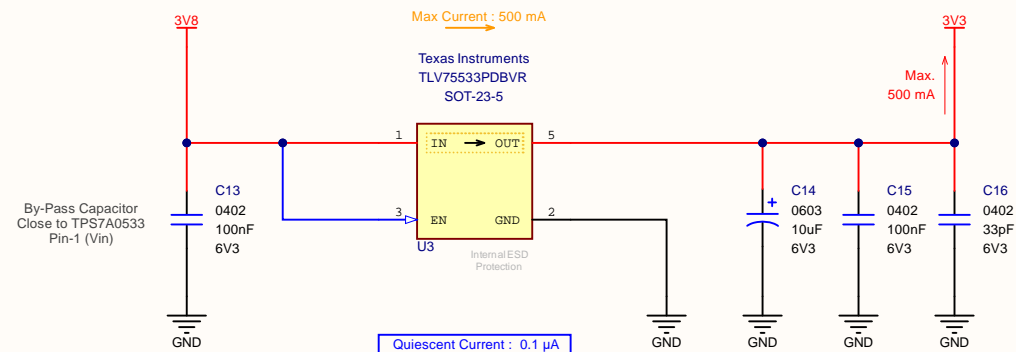 Max Current : 500 mA
3V8
3V3
Texas Instruments
TLV75533PDBVR
SOT-23-5
Max.
500 mA
1
IN
OUT
5
3
EN
GND
2
U3
Internal ESD
Protection
By-Pass Capacitor
Close to TPS7A0533
Pin-1 (Vin)
C13
0402
100nF
6V3
+
C14
0603
10uF
6V3
C15
0402
100nF
6V3
C16
0402
33pF
6V3
GND
GND
GND
GND
GND
Quiescent Current : 0.1 µA